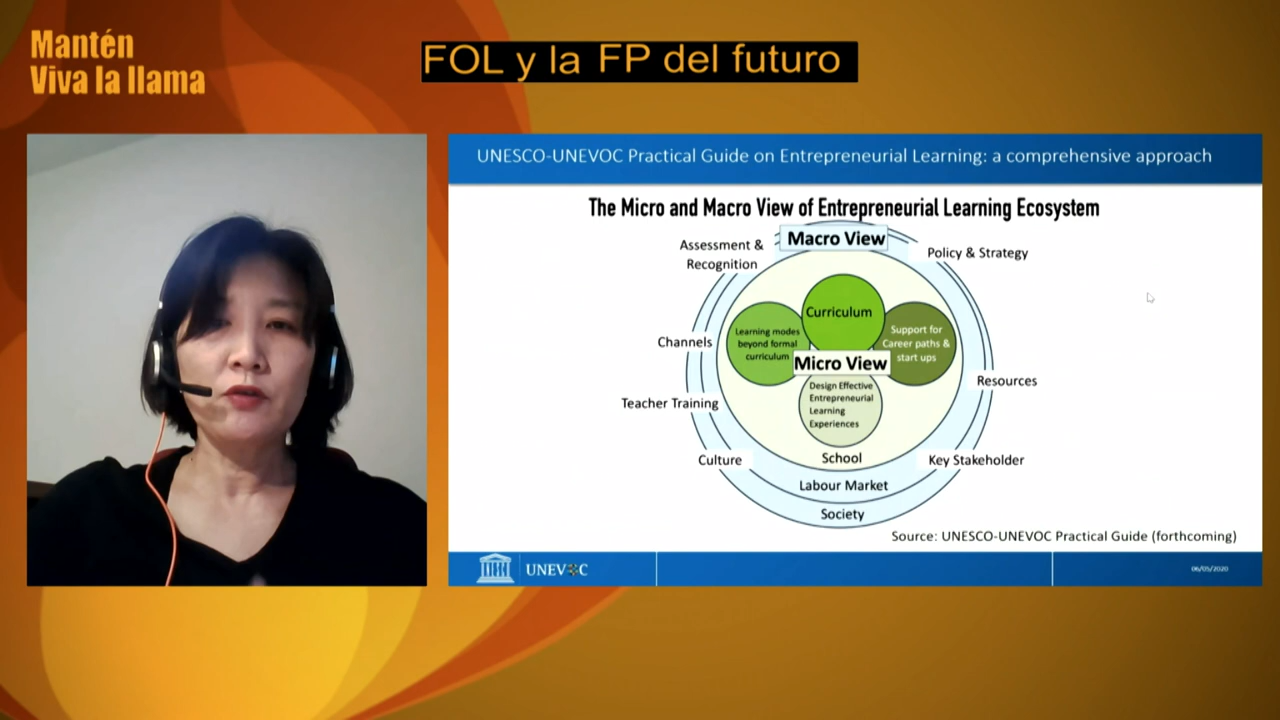 Mantén
Viva la llama
FOL y la FP del futuro
UNESCO-UNEVOC Practical Guide on Entrepreneurial Learning: a comprehensive approach
The Micro and Macro View of Entrepreneurial Learning Ecosystem
Macro View
Assessment &
Recognition
Policy & Strategy
Curriculum
Learning modes
beyond formal
curriculum
Support for
Career paths &
start ups
Channels
Micro View
Resources
Design Effective
Entrepreneurial
Learning
Experiences
Teacher Training
Culture
School
Key Stakeholder
Labour Market
Society
Source: UNESCO-UNEVOC Practical Guide (forthcoming)
UNEVOC
06/05/2020